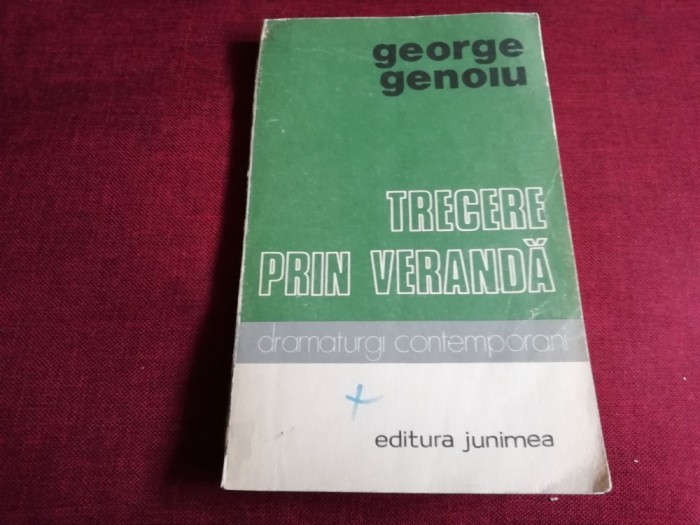 george
genoiu
TRECERE
PRIN VERANDĂ
dramaturgi contemporani
editura junimea